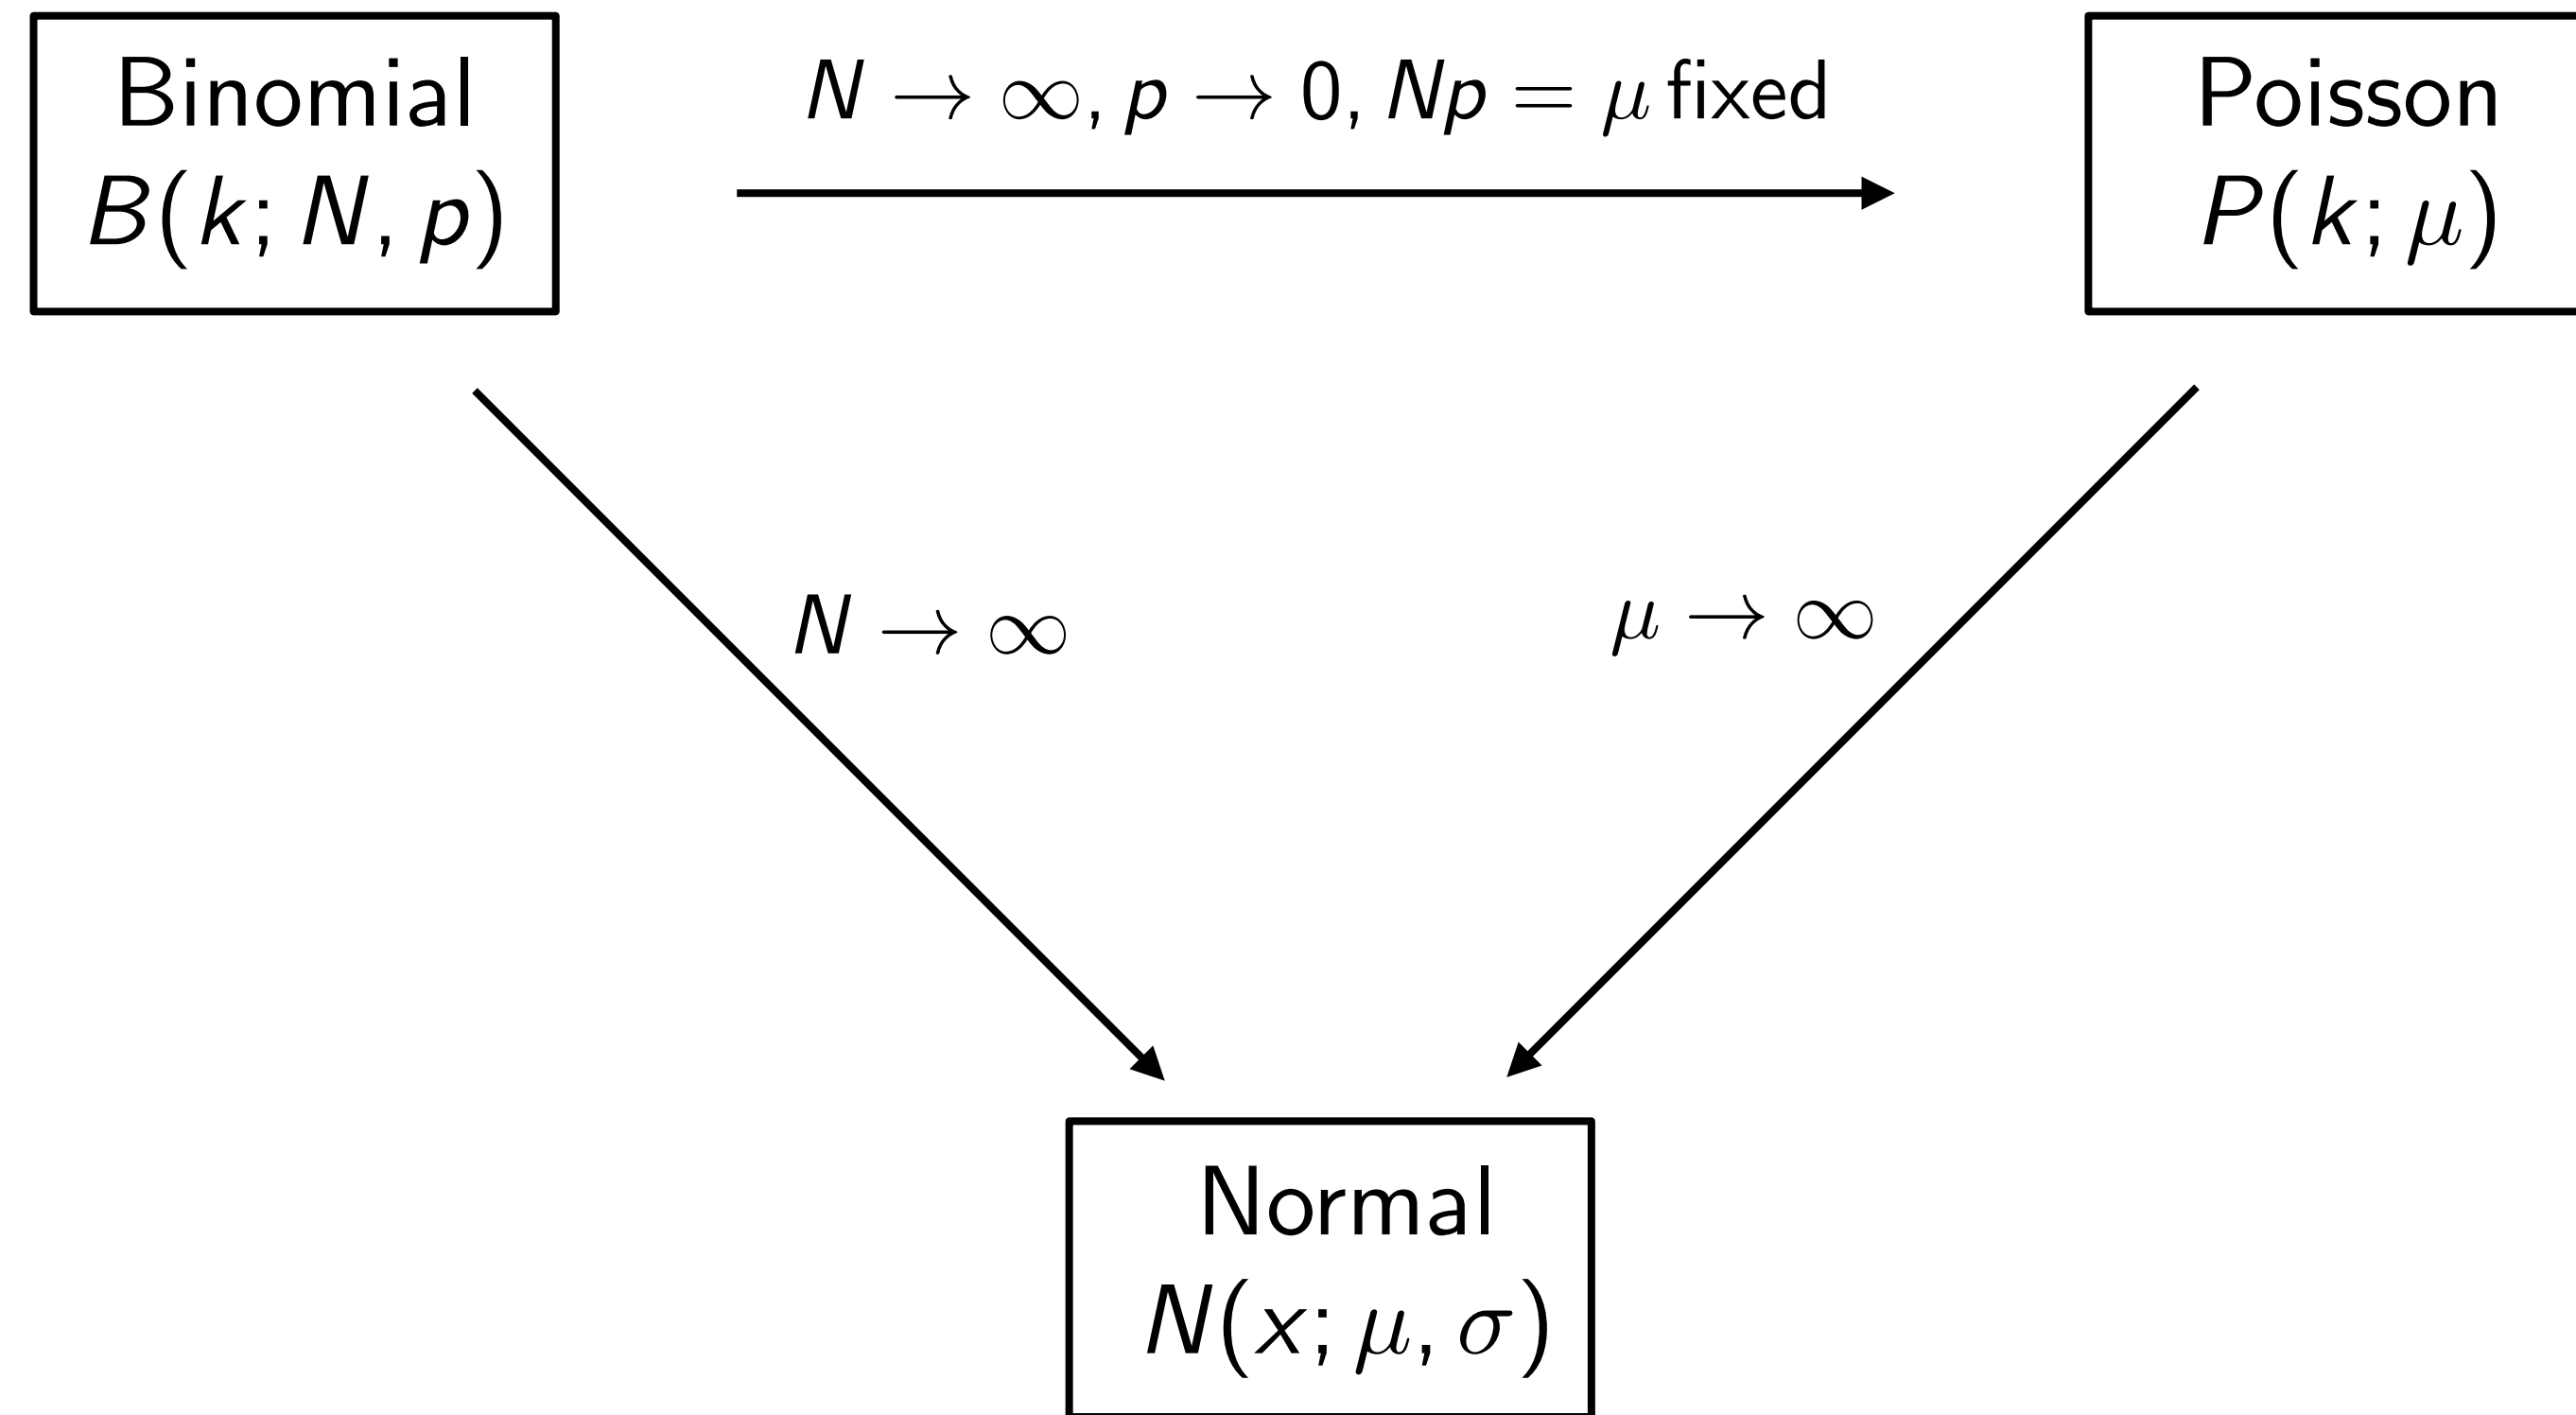 Binomial
B(k; N, p)
N → ∞, p → 0, Np = μ fixed
Poisson
P(k; μ)
N → ∞
μ → ∞
Normal
N(x; μ, σ)